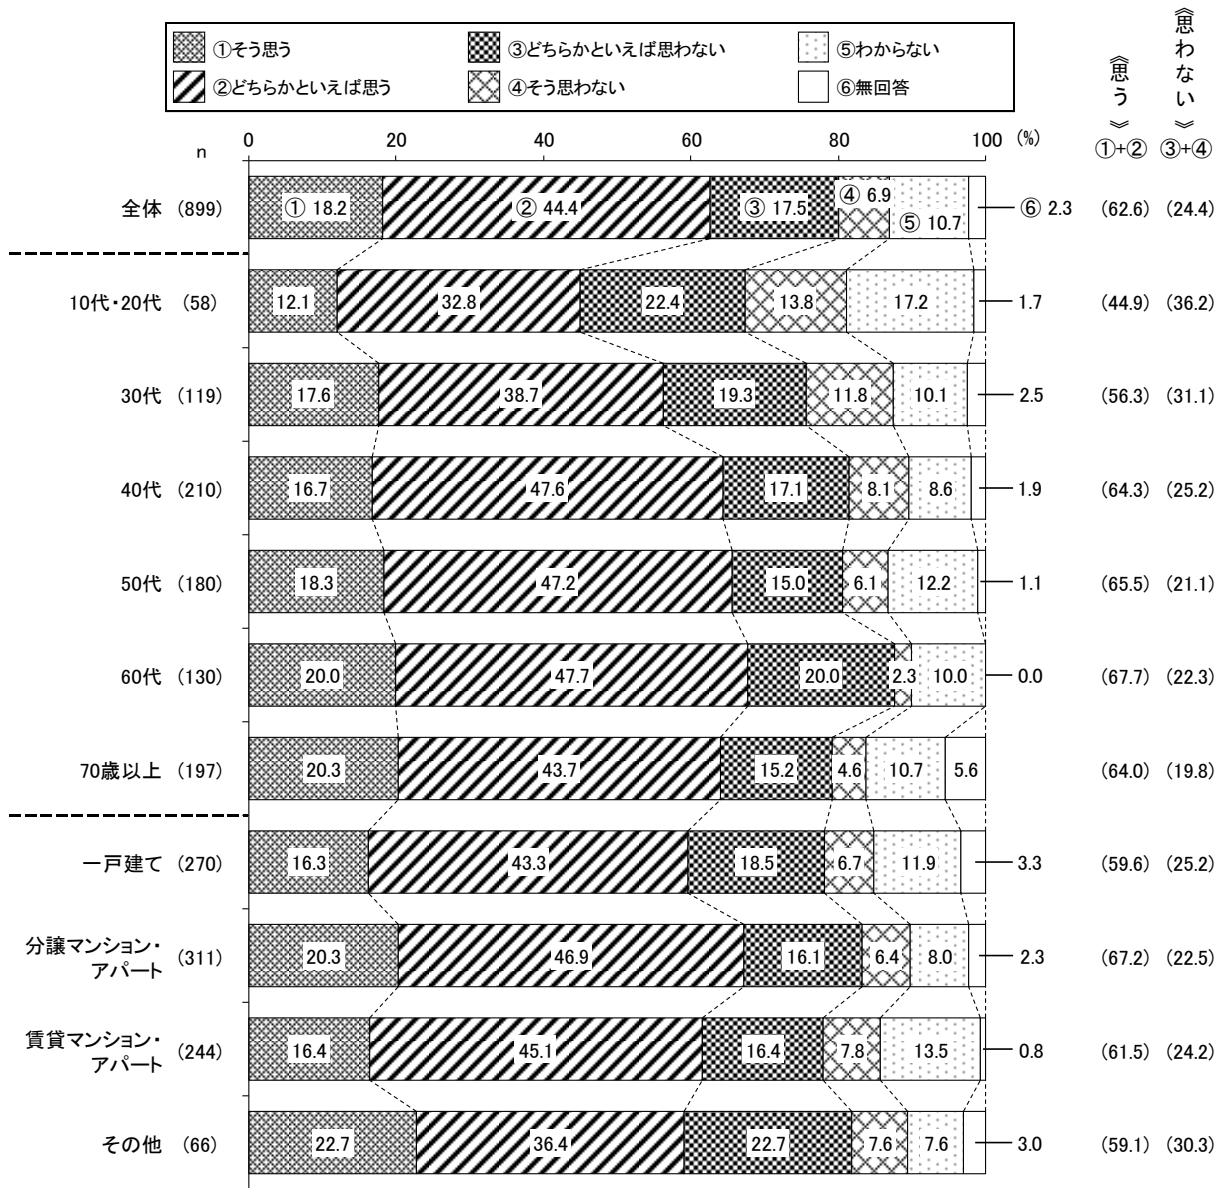 ①そう思う ③どちらかといえば思わない ⑤わからない
②どちらかといえば思う ④そう思わない ⑥無回答
《思う》 ①+②
《思わない》 ③+④
n 0 20 40 60 80 100 (%)
全体 (899) ① 18.2 ② 44.4 ③ 17.5 ④ 6.9 ⑤ 10.7 ⑥ 2.3 (62.6) (24.4)
10代・20代 (58) 12.1 32.8 22.4 13.8 17.2 1.7 (44.9) (36.2)
30代 (119) 17.6 38.7 19.3 11.8 10.1 2.5 (56.3) (31.1)
40代 (210) 16.7 47.6 17.1 8.1 8.6 1.9 (64.3) (25.2)
50代 (180) 18.3 47.2 15.0 6.1 12.2 1.1 (65.5) (21.1)
60代 (130) 20.0 47.7 20.0 2.3 10.0 0.0 (67.7) (22.3)
70歳以上 (197) 20.3 43.7 15.2 4.6 10.7 5.6 (64.0) (19.8)
一戸建て (270) 16.3 43.3 18.5 6.7 11.9 3.3 (59.6) (25.2)
分譲マンション・
アパート (311) 20.3 46.9 16.1 6.4 8.0 2.3 (67.2) (22.5)
賃貸マンション・
アパート (244) 16.4 45.1 16.4 7.8 13.5 0.8 (61.5) (24.2)
その他 (66) 22.7 36.4 22.7 7.6 7.6 3.0 (59.1) (30.3)